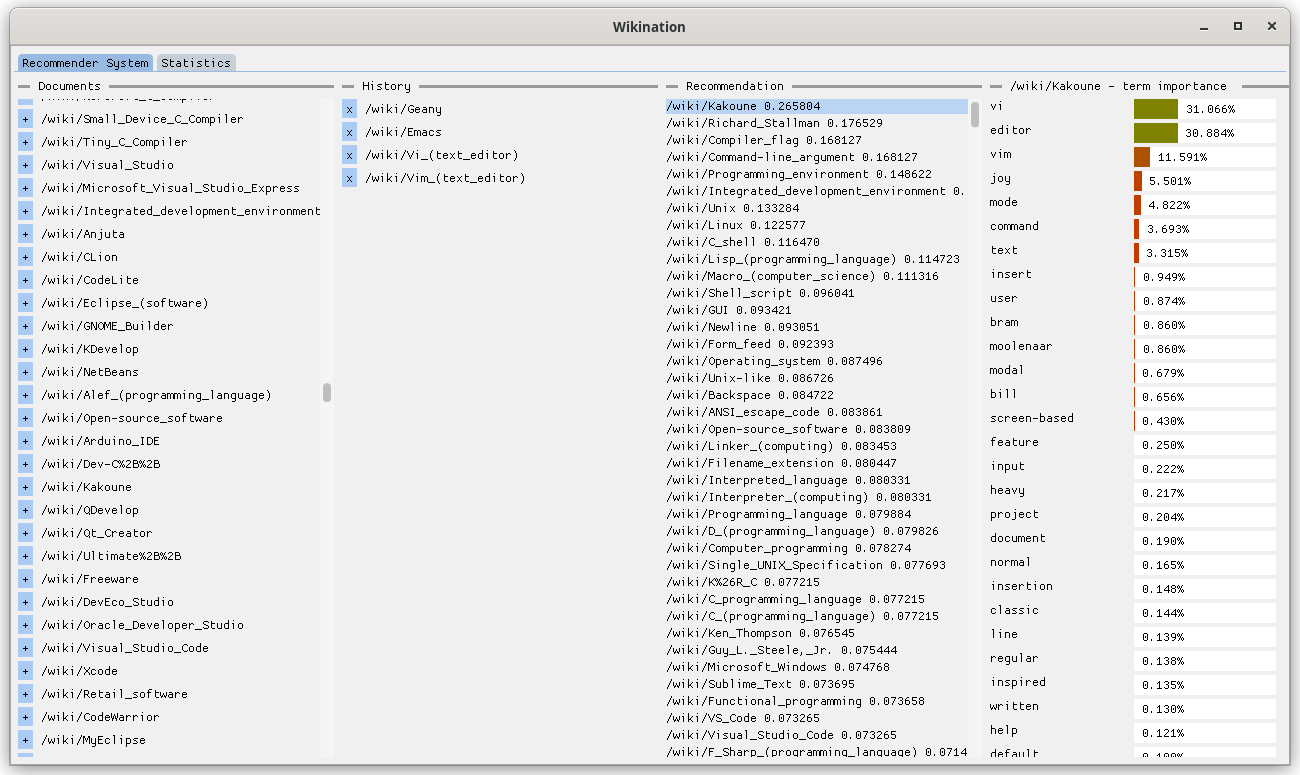 Wikination
Recommender System
Statistics
Documents
+ /wiki/Small_Device_C_Compiler
+ /wiki/Tiny_C_Compiler
+ /wiki/Visual_Studio
+ /wiki/Microsoft_Visual_Studio_Express
+ /wiki/Integrated_development_environment
+ /wiki/Anjuta
+ /wiki/CLion
+ /wiki/CodeLite
+ /wiki/Eclipse_(software)
+ /wiki/GNOME_Builder
+ /wiki/KDevelop
+ /wiki/NetBeans
+ /wiki/Alef_(programming_language)
+ /wiki/Open-source_software
+ /wiki/Arduino_IDE
+ /wiki/Dev-C%2B%2B
+ /wiki/Kakoune
+ /wiki/QDevelop
+ /wiki/Qt_Creator
+ /wiki/Ultimate%2B%2B
+ /wiki/Freeware
+ /wiki/DevEco_Studio
+ /wiki/Oracle_Developer_Studio
+ /wiki/Visual_Studio_Code
+ /wiki/Xcode
+ /wiki/Retail_software
+ /wiki/CodeWarrior
+ /wiki/MyEclipse
History
x /wiki/Geany
x /wiki/Emacs
x /wiki/Vi_(text_editor)
x /wiki/Vim_(text_editor)
Recommendation
/wiki/Kakoune 0.265804
/wiki/Richard_Stallman 0.176529
/wiki/Compiler_flag 0.168127
/wiki/Command-line_argument 0.168127
/wiki/Programming_environment 0.148622
/wiki/Integrated_development_environment 0.
/wiki/Unix 0.133284
/wiki/Linux 0.122577
/wiki/C_shell 0.116470
/wiki/Lisp_(programming_language) 0.114723
/wiki/Macro_(computer_science) 0.111316
/wiki/Shell_script 0.096041
/wiki/GUI 0.093421
/wiki/Newline 0.093051
/wiki/Form_feed 0.092393
/wiki/Operating_system 0.087496
/wiki/Unix-like 0.086726
/wiki/Backspace 0.084722
/wiki/ANSI_escape_code 0.083861
/wiki/Open-source_software 0.083809
/wiki/Linker_(computing) 0.083453
/wiki/Filename_extension 0.080447
/wiki/Interpreted_language 0.080331
/wiki/Interpreter_(computing) 0.080331
/wiki/Programming_language 0.079884
/wiki/D_(programming_language) 0.079826
/wiki/Computer_programming 0.078274
/wiki/Single_UNIX_Specification 0.077693
/wiki/K%26R_C 0.077215
/wiki/C_programming_language 0.077215
/wiki/C_(programming_language) 0.077215
/wiki/Ken_Thompson 0.076545
/wiki/Guy_L._Steele,_Jr. 0.075444
/wiki/Microsoft_Windows 0.074768
/wiki/Sublime_Text 0.073695
/wiki/Functional_programming 0.073658
/wiki/VS_Code 0.073265
/wiki/Visual_Studio_Code 0.073265
/wiki/F_Sharp_(programming_language) 0.0714
/wiki/Kakoune - term importance
vi 31.066%
editor 30.884%
vim 11.591%
joy 5.501%
mode 4.822%
command 3.693%
text 3.315%
insert 0.949%
user 0.874%
bram 0.860%
moolenaar 0.860%
modal 0.679%
bill 0.656%
screen-based 0.430%
feature 0.250%
input 0.222%
heavy 0.217%
project 0.204%
document 0.190%
normal 0.165%
insertion 0.148%
classic 0.144%
line 0.139%
regular 0.138%
inspired 0.135%
written 0.130%
help 0.121%
default